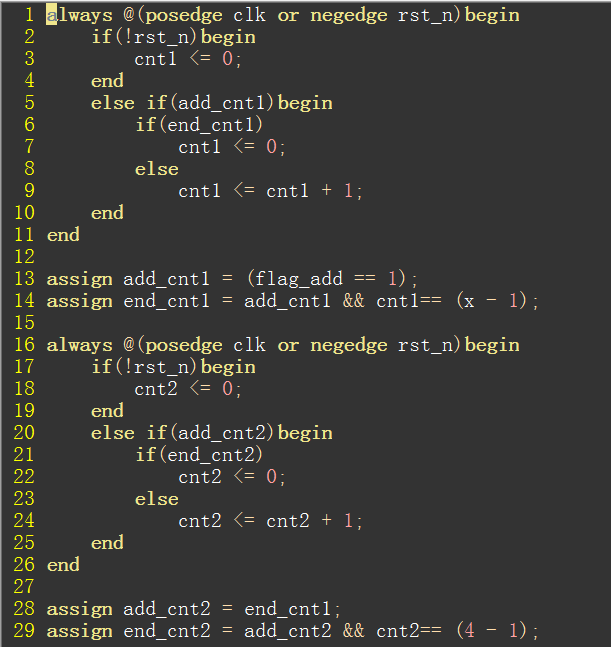 1 always @(posedge clk or negedge rst_n)begin
2     if(!rst_n)begin
3         cnt1 <= 0;
4     end
5     else if(add_cnt1)begin
6         if(end_cnt1)
7             cnt1 <= 0;
8         else
9             cnt1 <= cnt1 + 1;
10     end
11 end
12
13 assign add_cnt1 = (flag_add == 1);
14 assign end_cnt1 = add_cnt1 && cnt1== (x - 1);
15
16 always @(posedge clk or negedge rst_n)begin
17     if(!rst_n)begin
18         cnt2 <= 0;
19     end
20     else if(add_cnt2)begin
21         if(end_cnt2)
22             cnt2 <= 0;
23         else
24             cnt2 <= cnt2 + 1;
25     end
26 end
27
28 assign add_cnt2 = end_cnt1;
29 assign end_cnt2 = add_cnt2 && cnt2== (4 - 1);